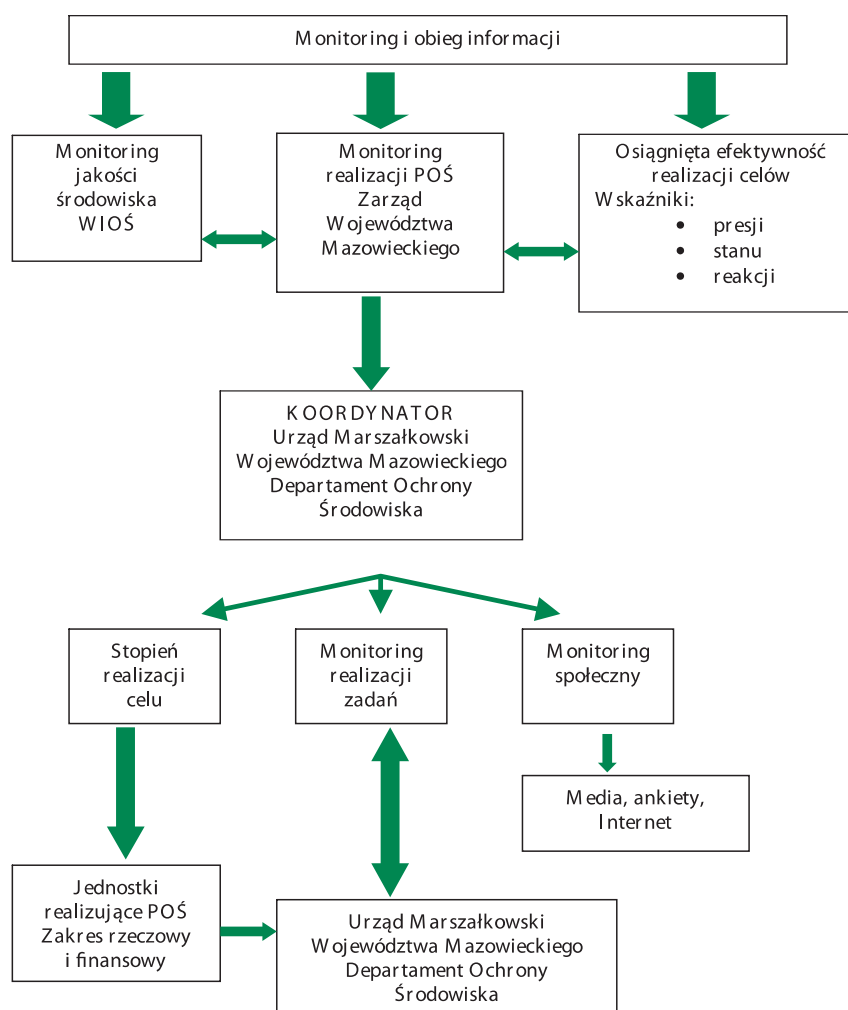 Monitoring i obieg informacji
Monitoring
jakości
środowiska
WIOŚ
Monitoring
realizacji POŚ
Zarząd
Województwa
Mazowieckiego
Osiągnięta efektywność
realizacji celów
Wskaźniki:
• presji
• stanu
• reakcji
KOORDYNATOR
Urząd Marszałkowski
Województwa Mazowieckiego
Departament Ochrony
Środowiska
Stopień
realizacji
celu
Monitoring
realizacji
zadań
Monitoring
społeczny
Media, ankiety,
Internet
Jednostki
realizujące POŚ
Zakres rzeczowy
i finansowy
Urząd Marszałkowski
Województwa Mazowieckiego
Departament Ochrony
Środowiska